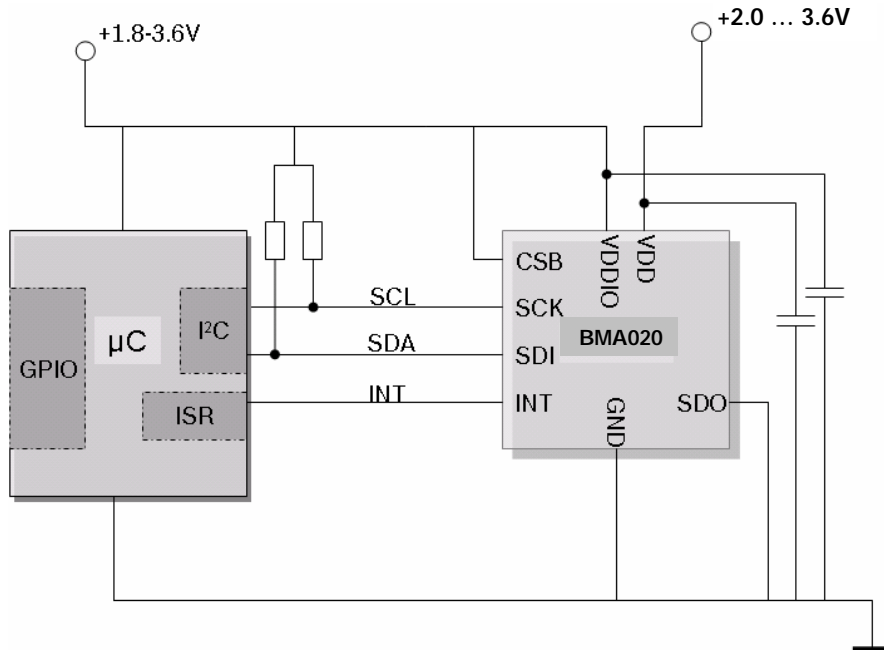 +1.8-3.6V
+2.0 ... 3.6V
CSB
VDDIO
VDD
SCL
SCK
I²C
µC
SDA
BMA020
SDI
GPIO
INT
INT
GND
SDO
ISR